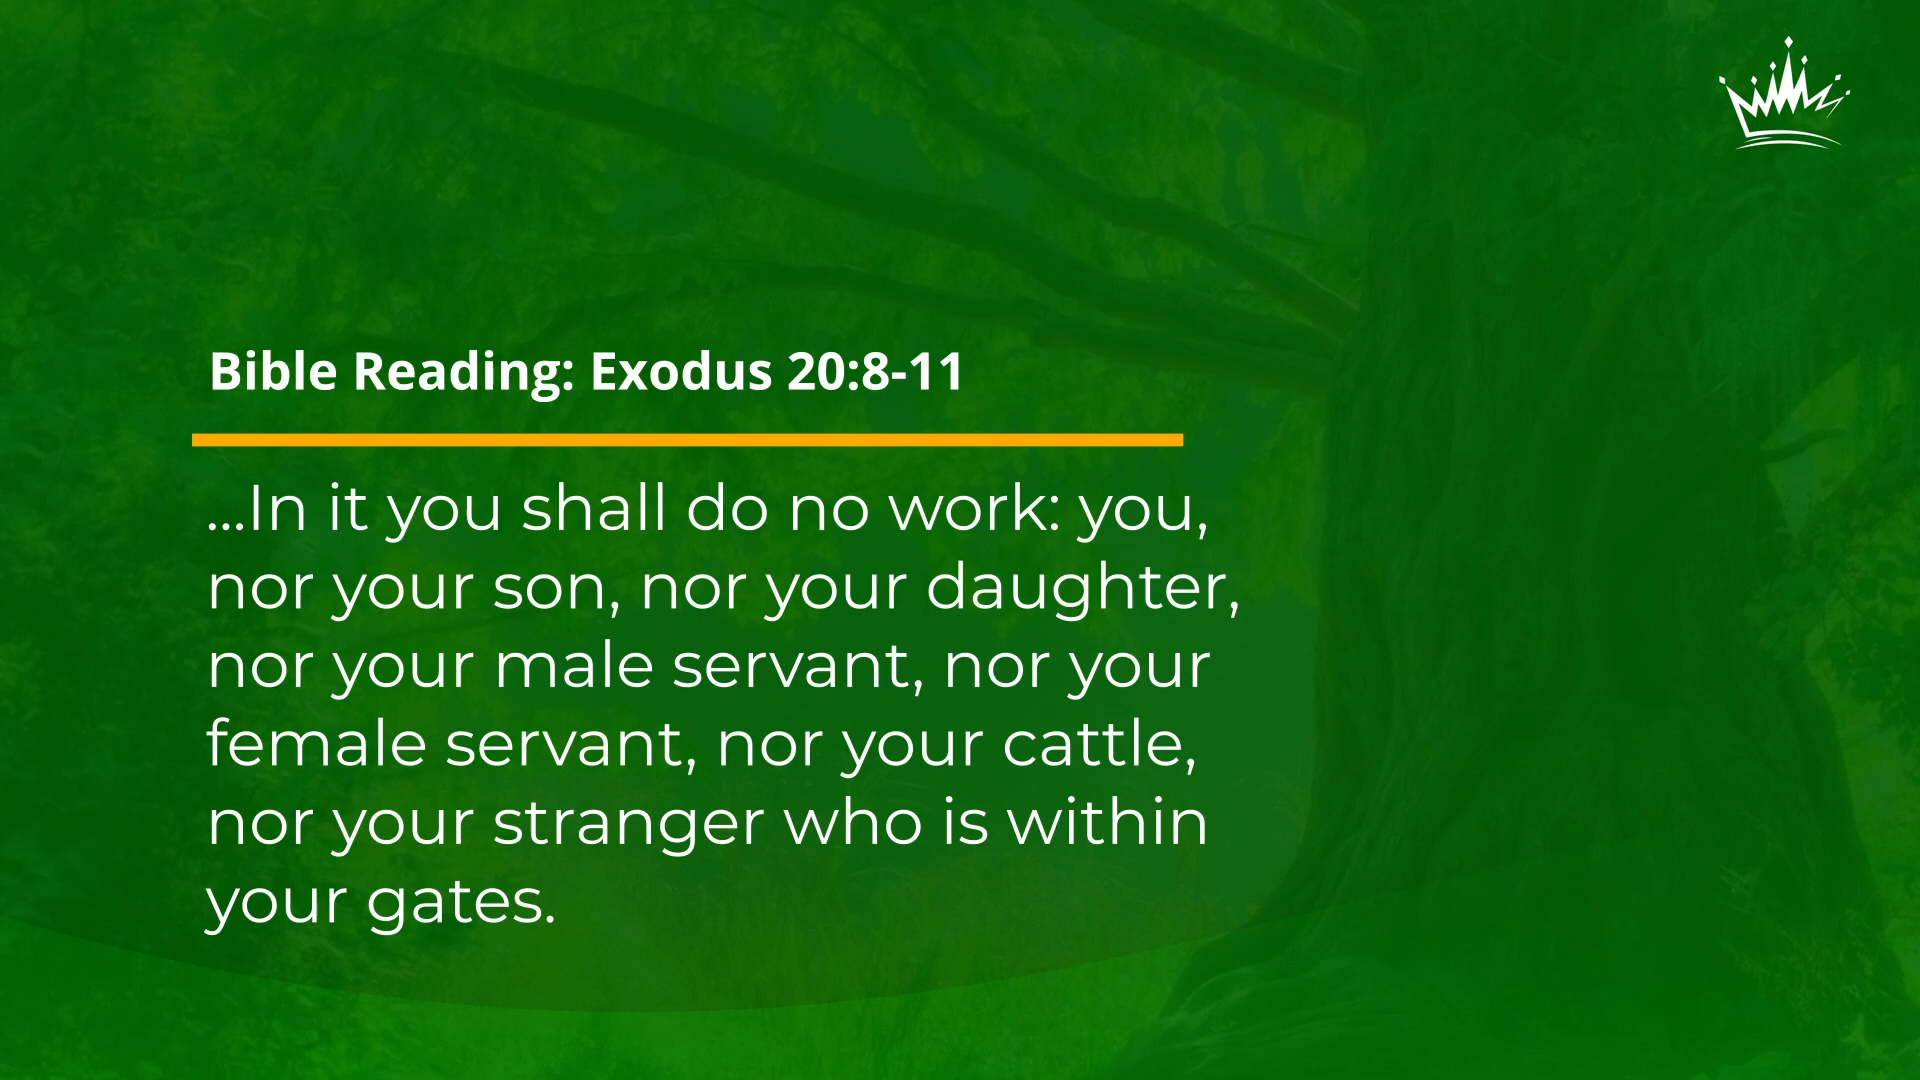 Bible Reading: Exodus 20:8-11
...In it you shall do no work: you,
nor your son, nor your daughter,
nor your male servant, nor your
female servant, nor your cattle,
nor your stranger who is within
your gates.